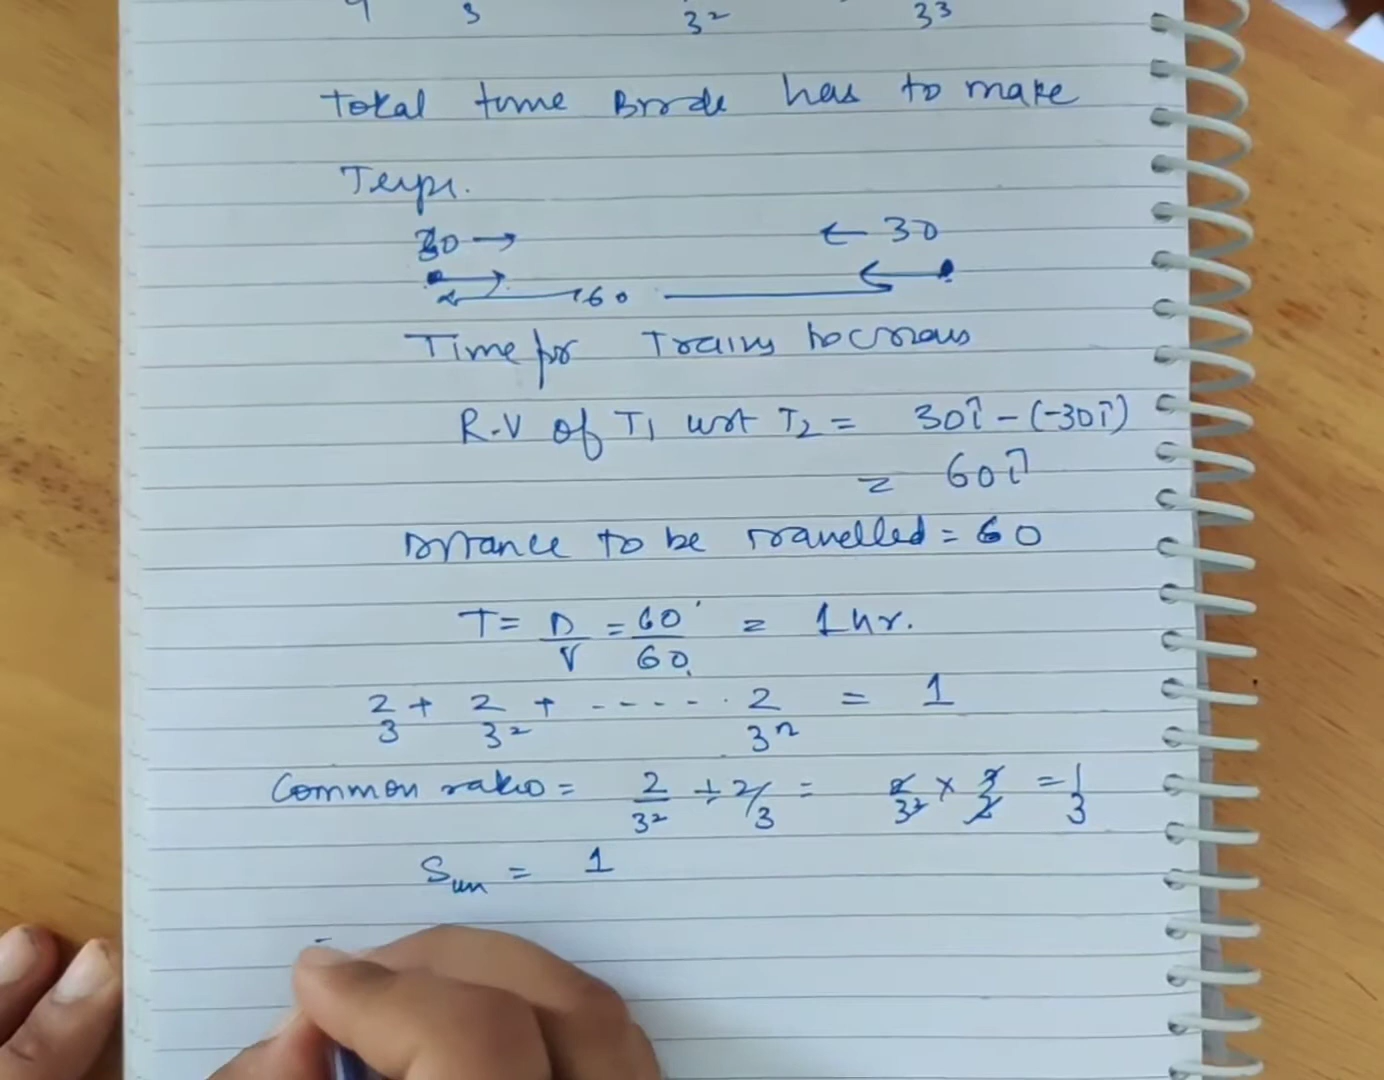 3 3² 3³
Total time Birde has to make
Trips.
30 → ← 30
60
Time for Trains to cross
R.V of T₁ wrt T₂ = 30î - (-30î)
= 60î
Distance to be travelled = 60
T = D/V = 60/60 = 1 hr.
2/3 + 2/3² + ------ 2/3ⁿ = 1
Common ratio = 2/3² ÷ 2/3 = 2/3² × 3/2 = 1/3
Sum = 1